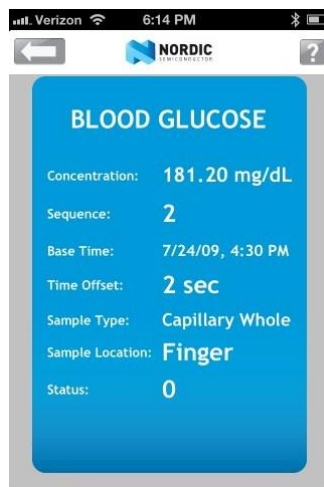 Verizon 6:14 PM
NORDIC
SEMICONDUCTOR
?
BLOOD GLUCOSE
Concentration: 181.20 mg/dL
Sequence: 2
Base Time: 7/24/09, 4:30 PM
Time Offset: 2 sec
Sample Type: Capillary Whole
Sample Location: Finger
Status: 0